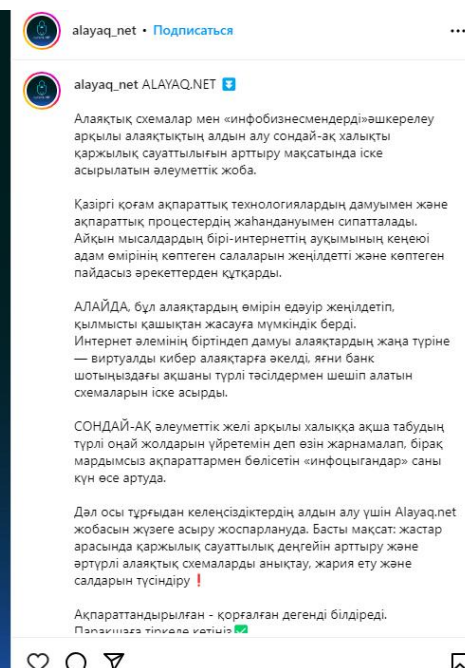 alayaq_net • Подписаться
alayaq_net ALAYAQ.NET
Алаяқтық схемалар мен «инфобизнесмендерді»әшкерелеу
арқылы алаяқтықтың алдын алу сондай-ақ халықты
қаржылық сауаттылығын арттыру мақсатында іске
асырылатын әлеуметтік жоба.
Қазіргі қоғам ақпараттық технологиялардың дамуымен және
ақпараттық процестердің жаһандануымен сипатталады.
Айқын мысалдардың бірі-интернеттің ауқымының кеңеюі
адам өмірінің көптеген салаларын жеңілдетті және көптеген
пайдасыз әрекеттерден құтқарды.
АЛАЙДА, бұл алаяқтардың өмірін едәуір жеңілдетіп,
қылмысты қашықтан жасауға мүмкіндік берді.
Интернет әлемінің біртіндеп дамуы алаяқтардың жаңа түріне
— виртуалды кибер алаяқтарға әкелді, яғни банк
шотыңыздағы ақшаны түрлі тәсілдермен шешіп алатын
схемаларын іске асырды.
СОНДАЙ-АҚ әлеуметтік желі арқылы халыққа ақша табудың
түрлі оңай жолдарын үйретемін деп өзін жарнамалап, бірақ
мардымсыз ақпараттармен бөлісетін «инфоцыгандар» саны
күн өсе артуда.
Дәл осы тұрғыдан келеңсіздіктердің алдын алу үшін Alayaq.net
жобасын жүзеге асыру жоспарлануда. Басты мақсат: жастар
арасында қаржылық сауаттылық деңгейін арттыру және
әртүрлі алаяқтық схемаларды анықтау, жария ету және
салдарын түсіндіру❗
Ақпараттандырылған - қорғалған дегенді білдіреді.
Парақшаға тіркеле кетіңіз✅